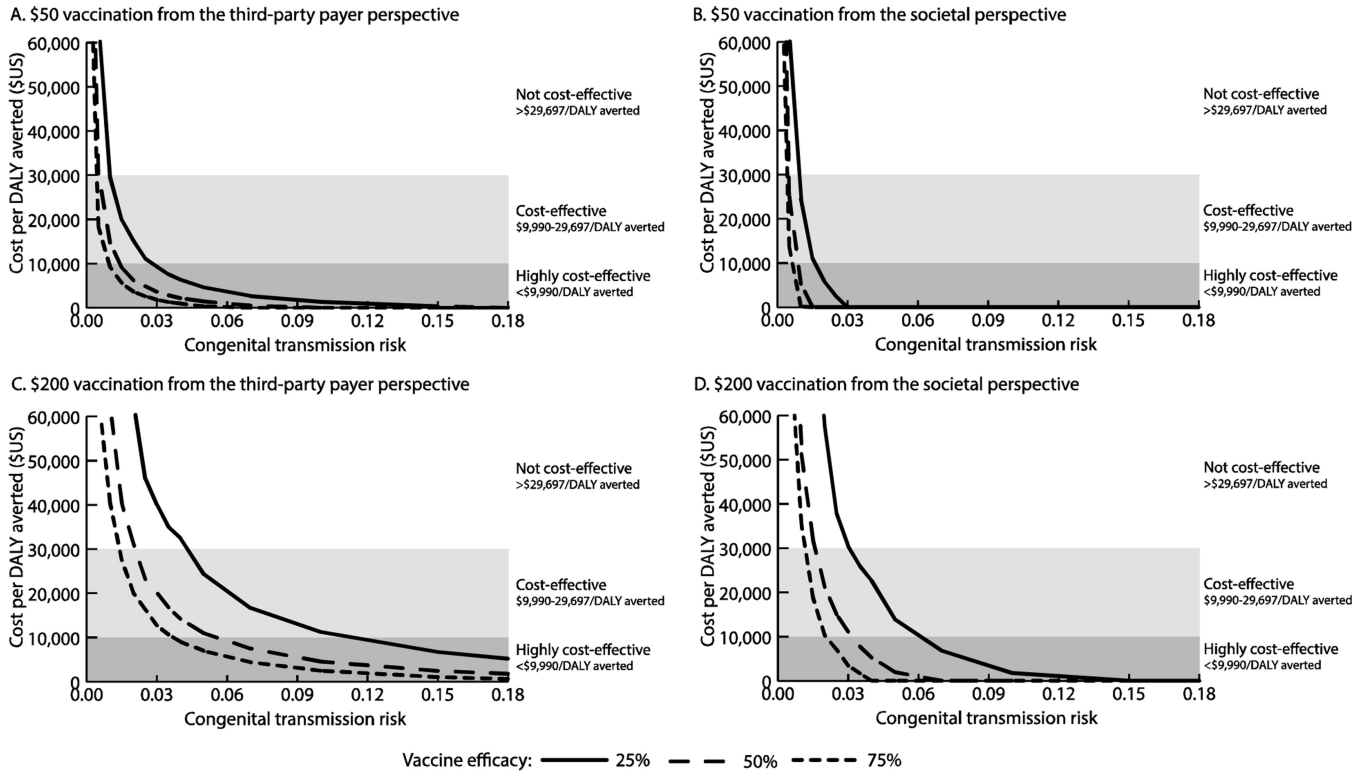 A. $50 vaccination from the third-party payer perspective
60,000
50,000
40,000
30,000
20,000
10,000
0
Cost per DALY averted ($US)
Not cost-effective
>$29,697/DALY averted
Cost-effective
$9,990-29,697/DALY averted
Highly cost-effective
<$9,990/DALY averted
0.00 0.03 0.06 0.09 0.12 0.15 0.18
Congenital transmission risk
B. $50 vaccination from the societal perspective
60,000
50,000
40,000
30,000
20,000
10,000
0
Cost per DALY averted ($US)
Not cost-effective
>$29,697/DALY averted
Cost-effective
$9,990-29,697/DALY averted
Highly cost-effective
<$9,990/DALY averted
0.00 0.03 0.06 0.09 0.12 0.15 0.18
Congenital transmission risk
C. $200 vaccination from the third-party payer perspective
60,000
50,000
40,000
30,000
20,000
10,000
0
Cost per DALY averted ($US)
Not cost-effective
>$29,697/DALY averted
Cost-effective
$9,990-29,697/DALY averted
Highly cost-effective
<$9,990/DALY averted
0.00 0.03 0.06 0.09 0.12 0.15 0.18
Congenital transmission risk
D. $200 vaccination from the societal perspective
60,000
50,000
40,000
30,000
20,000
10,000
0
Cost per DALY averted ($US)
Not cost-effective
>$29,697/DALY averted
Cost-effective
$9,990-29,697/DALY averted
Highly cost-effective
<$9,990/DALY averted
0.00 0.03 0.06 0.09 0.12 0.15 0.18
Congenital transmission risk
Vaccine efficacy: 25% 50% 75%